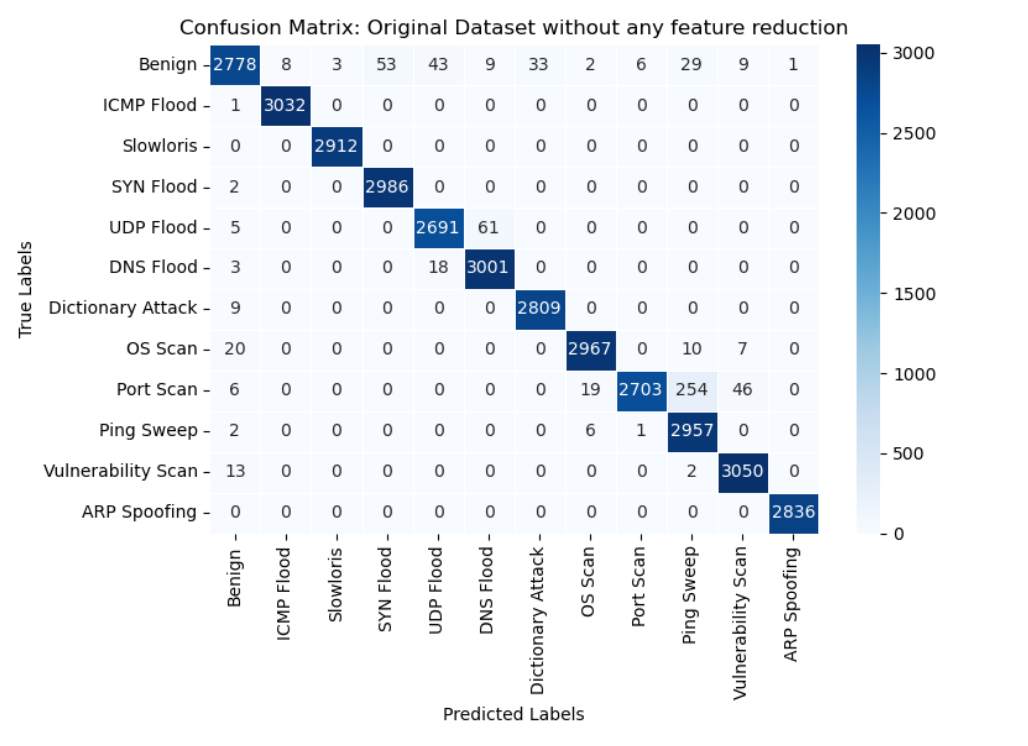 Confusion Matrix: Original Dataset without any feature reduction
Benign 2778 8 3 53 43 9 33 2 6 29 9 1
ICMP Flood 1 3032 0 0 0 0 0 0 0 0 0 0
Slowloris 0 0 2912 0 0 0 0 0 0 0 0 0
SYN Flood 2 0 0 2986 0 0 0 0 0 0 0 0
UDP Flood 5 0 0 0 2691 61 0 0 0 0 0 0
DNS Flood 3 0 0 0 18 3001 0 0 0 0 0 0
Dictionary Attack 9 0 0 0 0 0 2809 0 0 0 0 0
OS Scan 20 0 0 0 0 0 0 2967 0 10 7 0
Port Scan 6 0 0 0 0 0 0 19 2703 254 46 0
Ping Sweep 2 0 0 0 0 0 0 6 1 2957 0 0
Vulnerability Scan 13 0 0 0 0 0 0 0 0 2 3050 0
ARP Spoofing 0 0 0 0 0 0 0 0 0 0 0 2836
True Labels
Benign
ICMP Flood
Slowloris
SYN Flood
UDP Flood
DNS Flood
Dictionary Attack
OS Scan
Port Scan
Ping Sweep
Vulnerability Scan
ARP Spoofing
Predicted Labels
3000
2500
2000
1500
1000
500
0